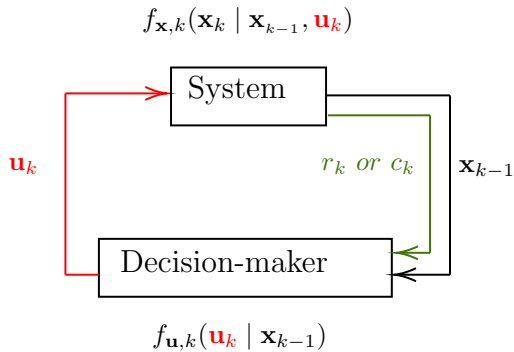 f_{𝐱,k}(𝐱_k | 𝐱_{k−1}, 𝐮_k)
System
𝐮_k
r_k or c_k
𝐱_{k−1}
Decision-maker
f_{𝐮,k}(𝐮_k | 𝐱_{k−1})